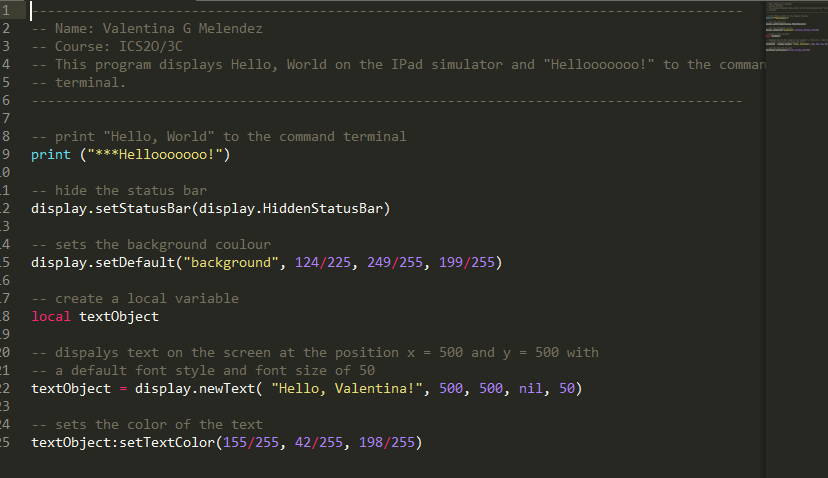 1 -----------------------------------------------------------------------------------------
2 -- Name: Valentina G Melendez
3 -- Course: ICS2O/3C
4 -- This program displays Hello, World on the IPad simulator and "Hellooooooo!" to the comman
5 -- terminal.
6 -----------------------------------------------------------------------------------------
7
8 -- print "Hello, World" to the command terminal
9 print ("***Hellooooooo!")
10
11 -- hide the status bar
12 display.setStatusBar(display.HiddenStatusBar)
13
14 -- sets the background coulour
15 display.setDefault("background", 124/225, 249/255, 199/255)
16
17 -- create a local variable
18 local textObject
19
20 -- dispalys text on the screen at the position x = 500 and y = 500 with
21 -- a default font style and font size of 50
22 textObject = display.newText( "Hello, Valentina!", 500, 500, nil, 50)
23
24 -- sets the color of the text
25 textObject:setTextColor(155/255, 42/255, 198/255)